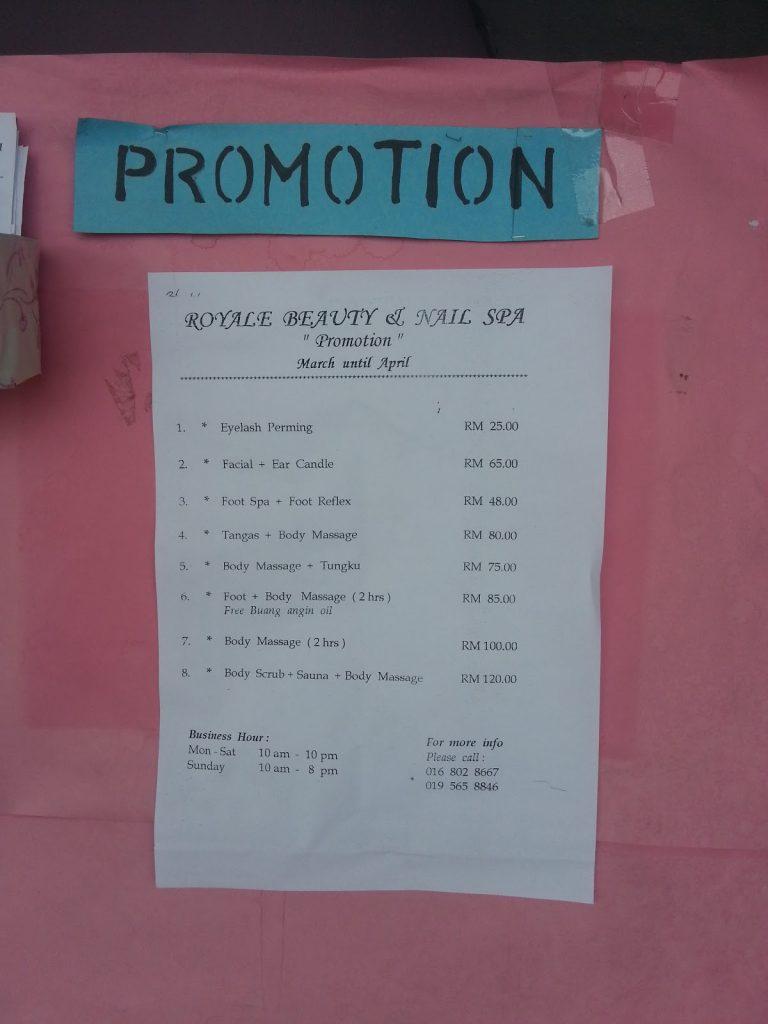 PROMOTION
ROYALE BEAUTY & NAIL SPA
" Promotion "
March until April
1. * Eyelash Perming RM 25.00
2. * Facial + Ear Candle RM 65.00
3. * Foot Spa + Foot Reflex RM 48.00
4. * Tangas + Body Massage RM 80.00
5. * Body Massage + Tungku RM 75.00
6. * Foot + Body Massage ( 2 hrs ) RM 85.00
Free Buang angin oil
7. * Body Massage ( 2 hrs ) RM 100.00
8. * Body Scrub + Sauna + Body Massage RM 120.00
Business Hour :
Mon - Sat 10 am - 10 pm
Sunday 10 am - 8 pm
For more info
Please call :
016 802 8667
019 565 8846